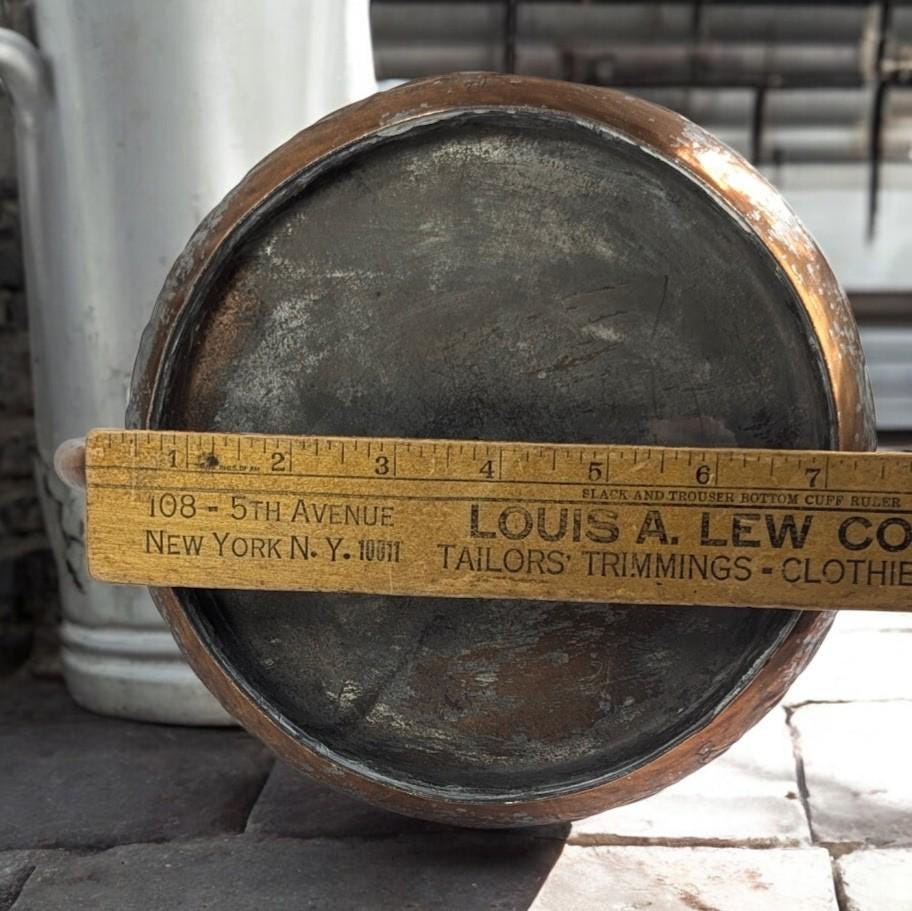 1 2 3 4 5 6 7
SLACK AND TROUSER BOTTOM CUFF RULER
108 - 5TH AVENUE LOUIS A. LEW CO
NEW YORK N. Y. 10011 TAILORS' TRIMMINGS - CLOTHIE